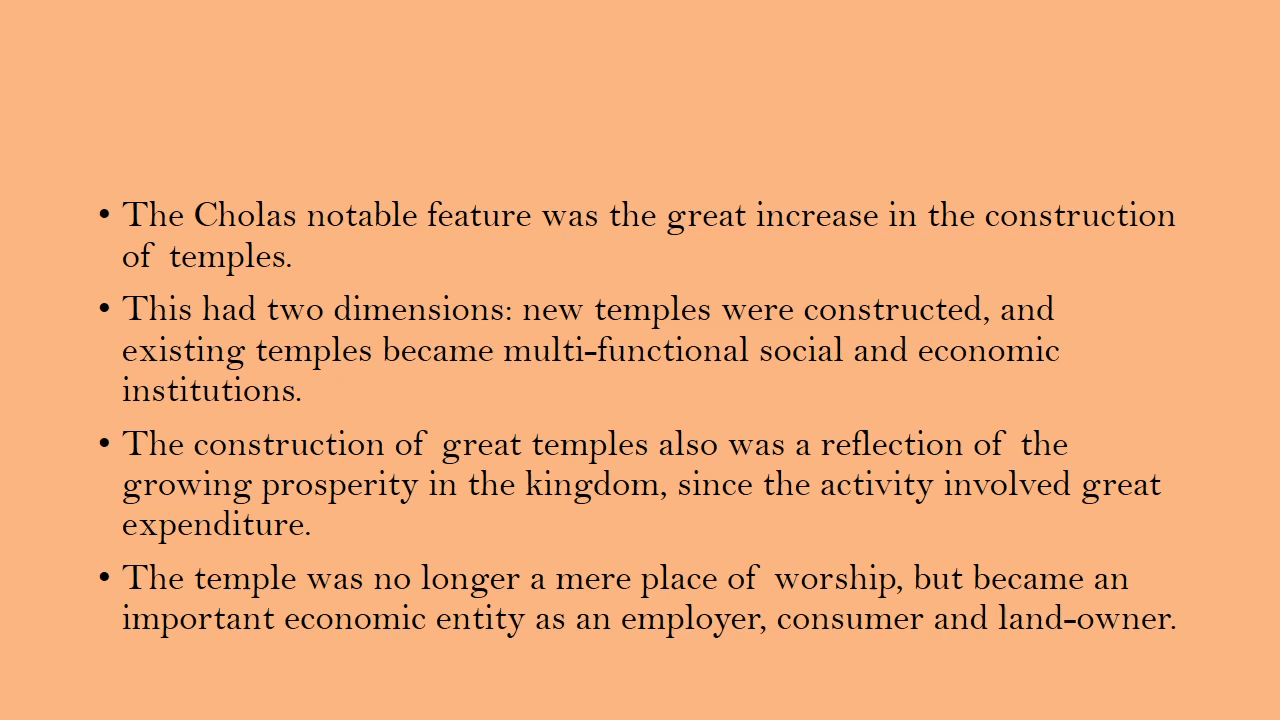 • The Cholas notable feature was the great increase in the construction
of temples.
• This had two dimensions: new temples were constructed, and
existing temples became multi-functional social and economic
institutions.
• The construction of great temples also was a reflection of the
growing prosperity in the kingdom, since the activity involved great
expenditure.
• The temple was no longer a mere place of worship, but became an
important economic entity as an employer, consumer and land-owner.